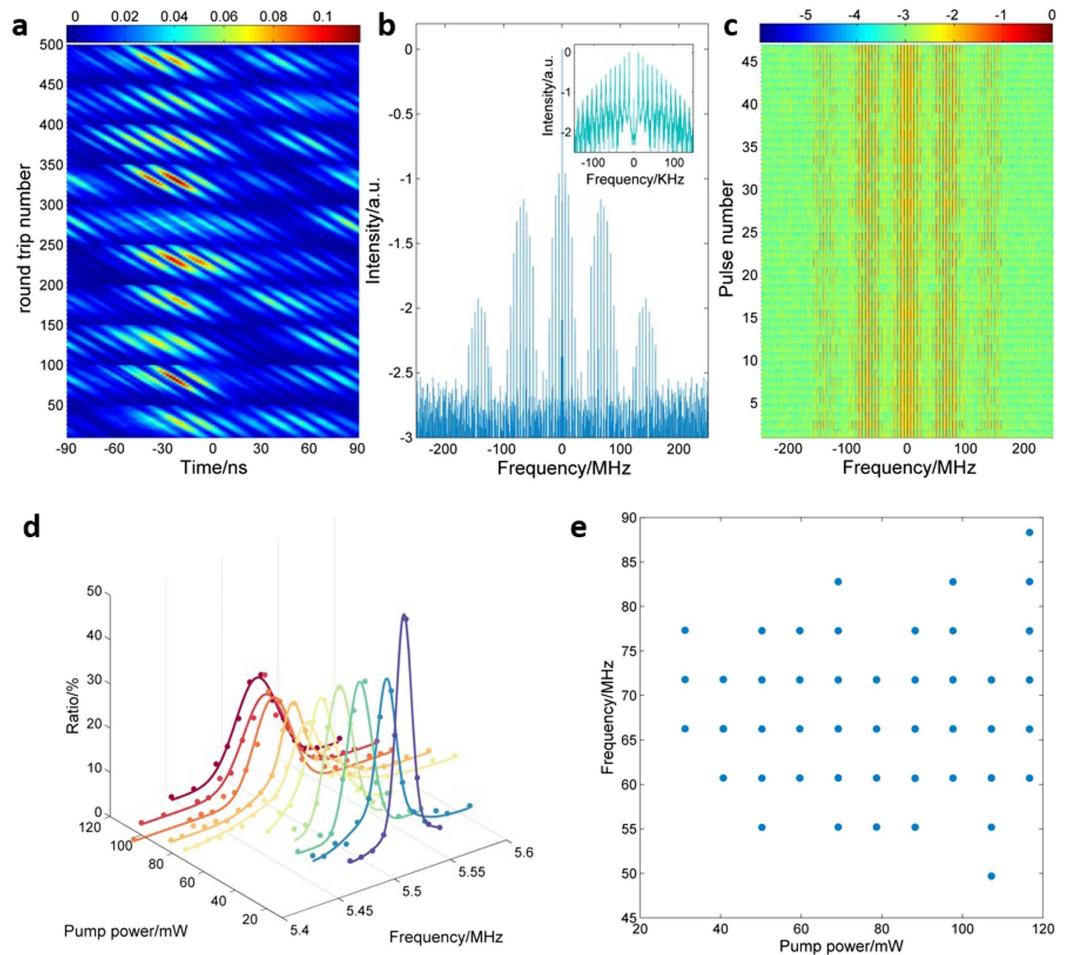 a
0 0.02 0.04 0.06 0.08 0.1
500
450
400
350
300
250
200
150
100
50
round trip number
-90 -60 -30 0 30 60 90
Time/ns
b
0
-0.5
-1
-1.5
-2
-2.5
-3
Intensity/a.u.
-200 -100 0 100 200
Frequency/MHz
0
-1
-2
Intensity/a.u.
-100 0 100
Frequency/KHz
c
-5 -4 -3 -2 -1 0
45
40
35
30
25
20
15
10
5
Pulse number
-200 -100 0 100 200
Frequency/MHz
d
50
40
30
20
10
0
Ratio/%
120
100
80
60
40
20
Pump power/mW
5.4
5.45
5.5
5.55
5.6
Frequency/MHz
e
90
85
80
75
70
65
60
55
50
45
Frequency/MHz
20 40 60 80 100 120
Pump power/mW